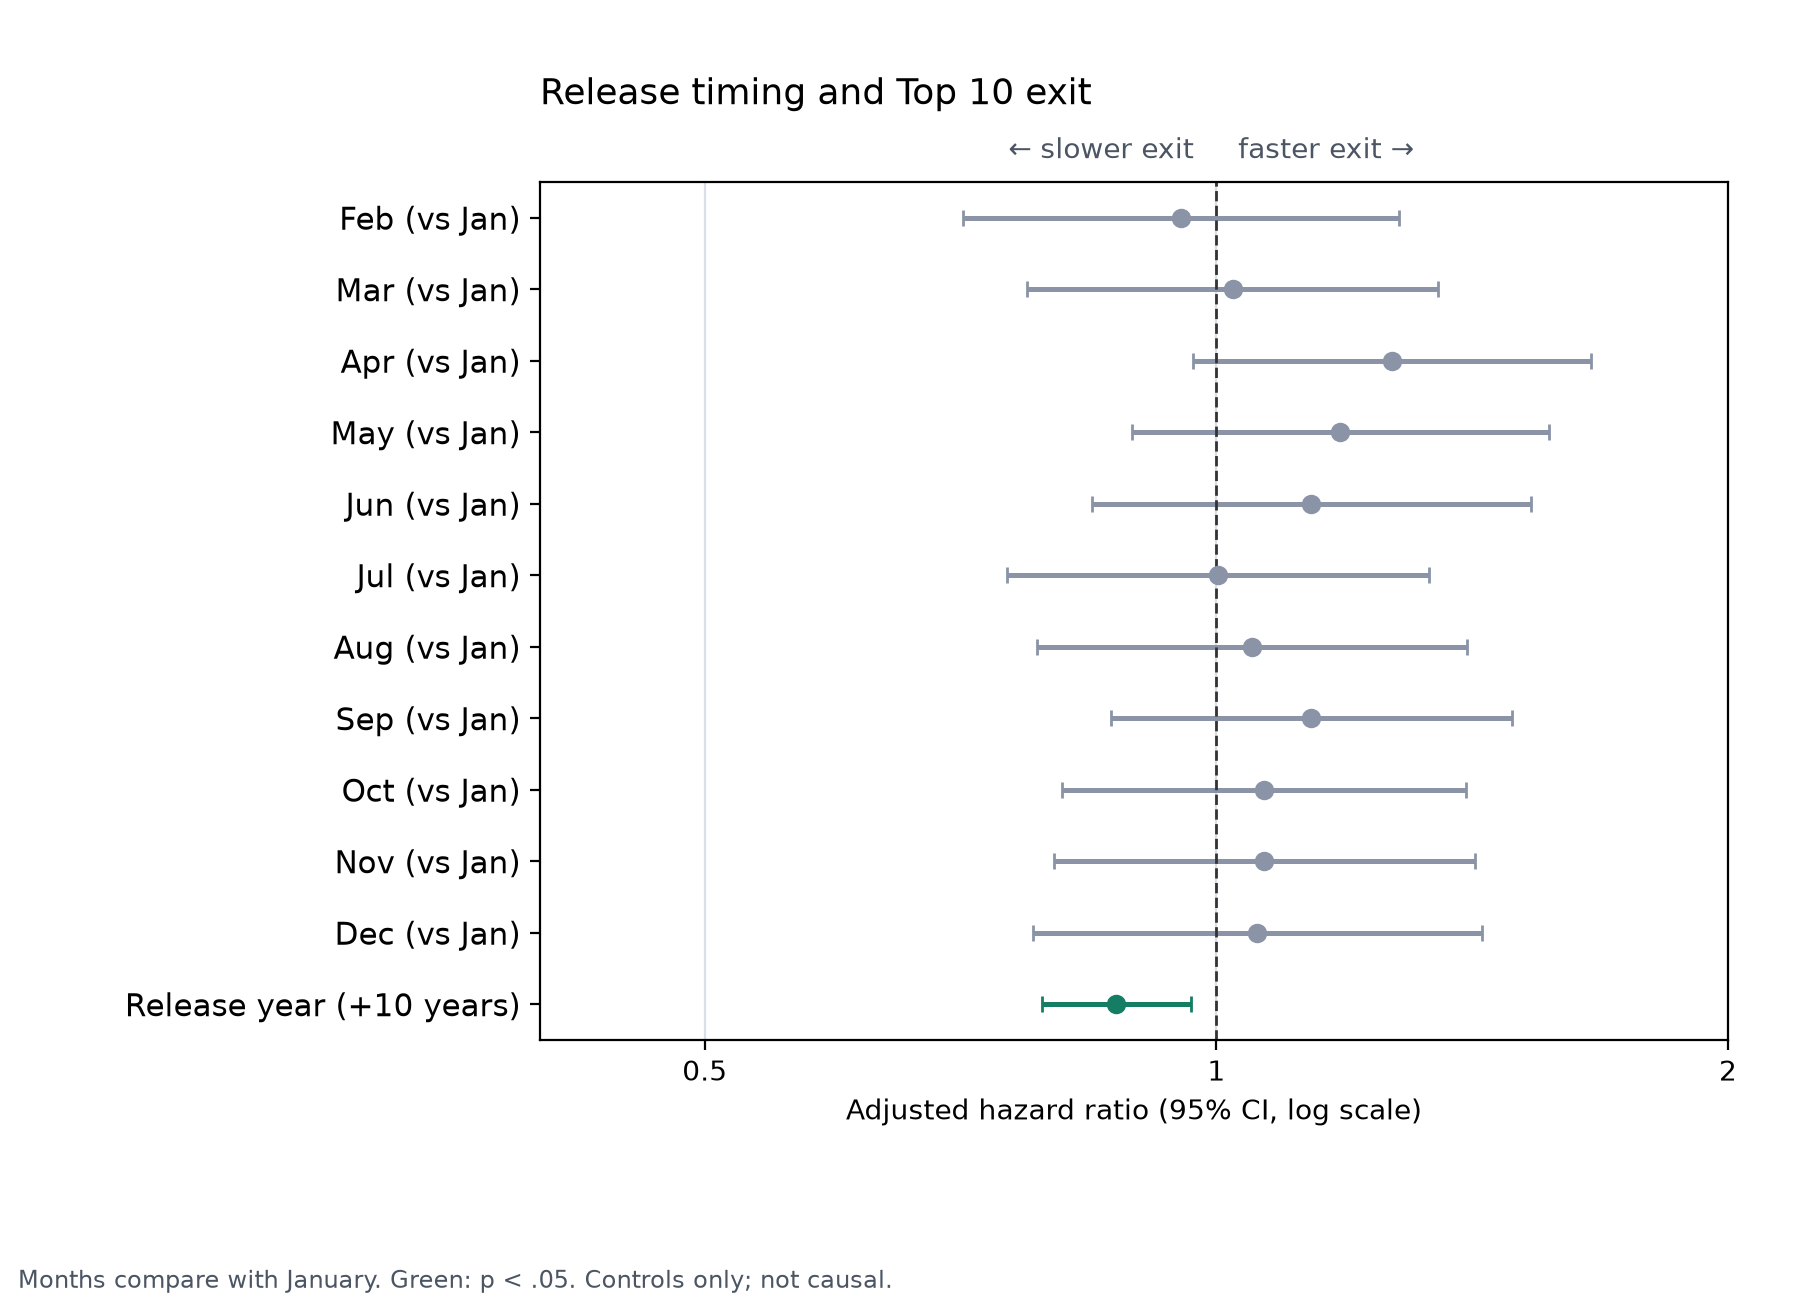 Release timing and Top 10 exit
← slower exit faster exit →
Feb (vs Jan)
Mar (vs Jan)
Apr (vs Jan)
May (vs Jan)
Jun (vs Jan)
Jul (vs Jan)
Aug (vs Jan)
Sep (vs Jan)
Oct (vs Jan)
Nov (vs Jan)
Dec (vs Jan)
Release year (+10 years)
0.5 1 2
Adjusted hazard ratio (95% CI, log scale)
Months compare with January. Green: p < .05. Controls only; not causal.